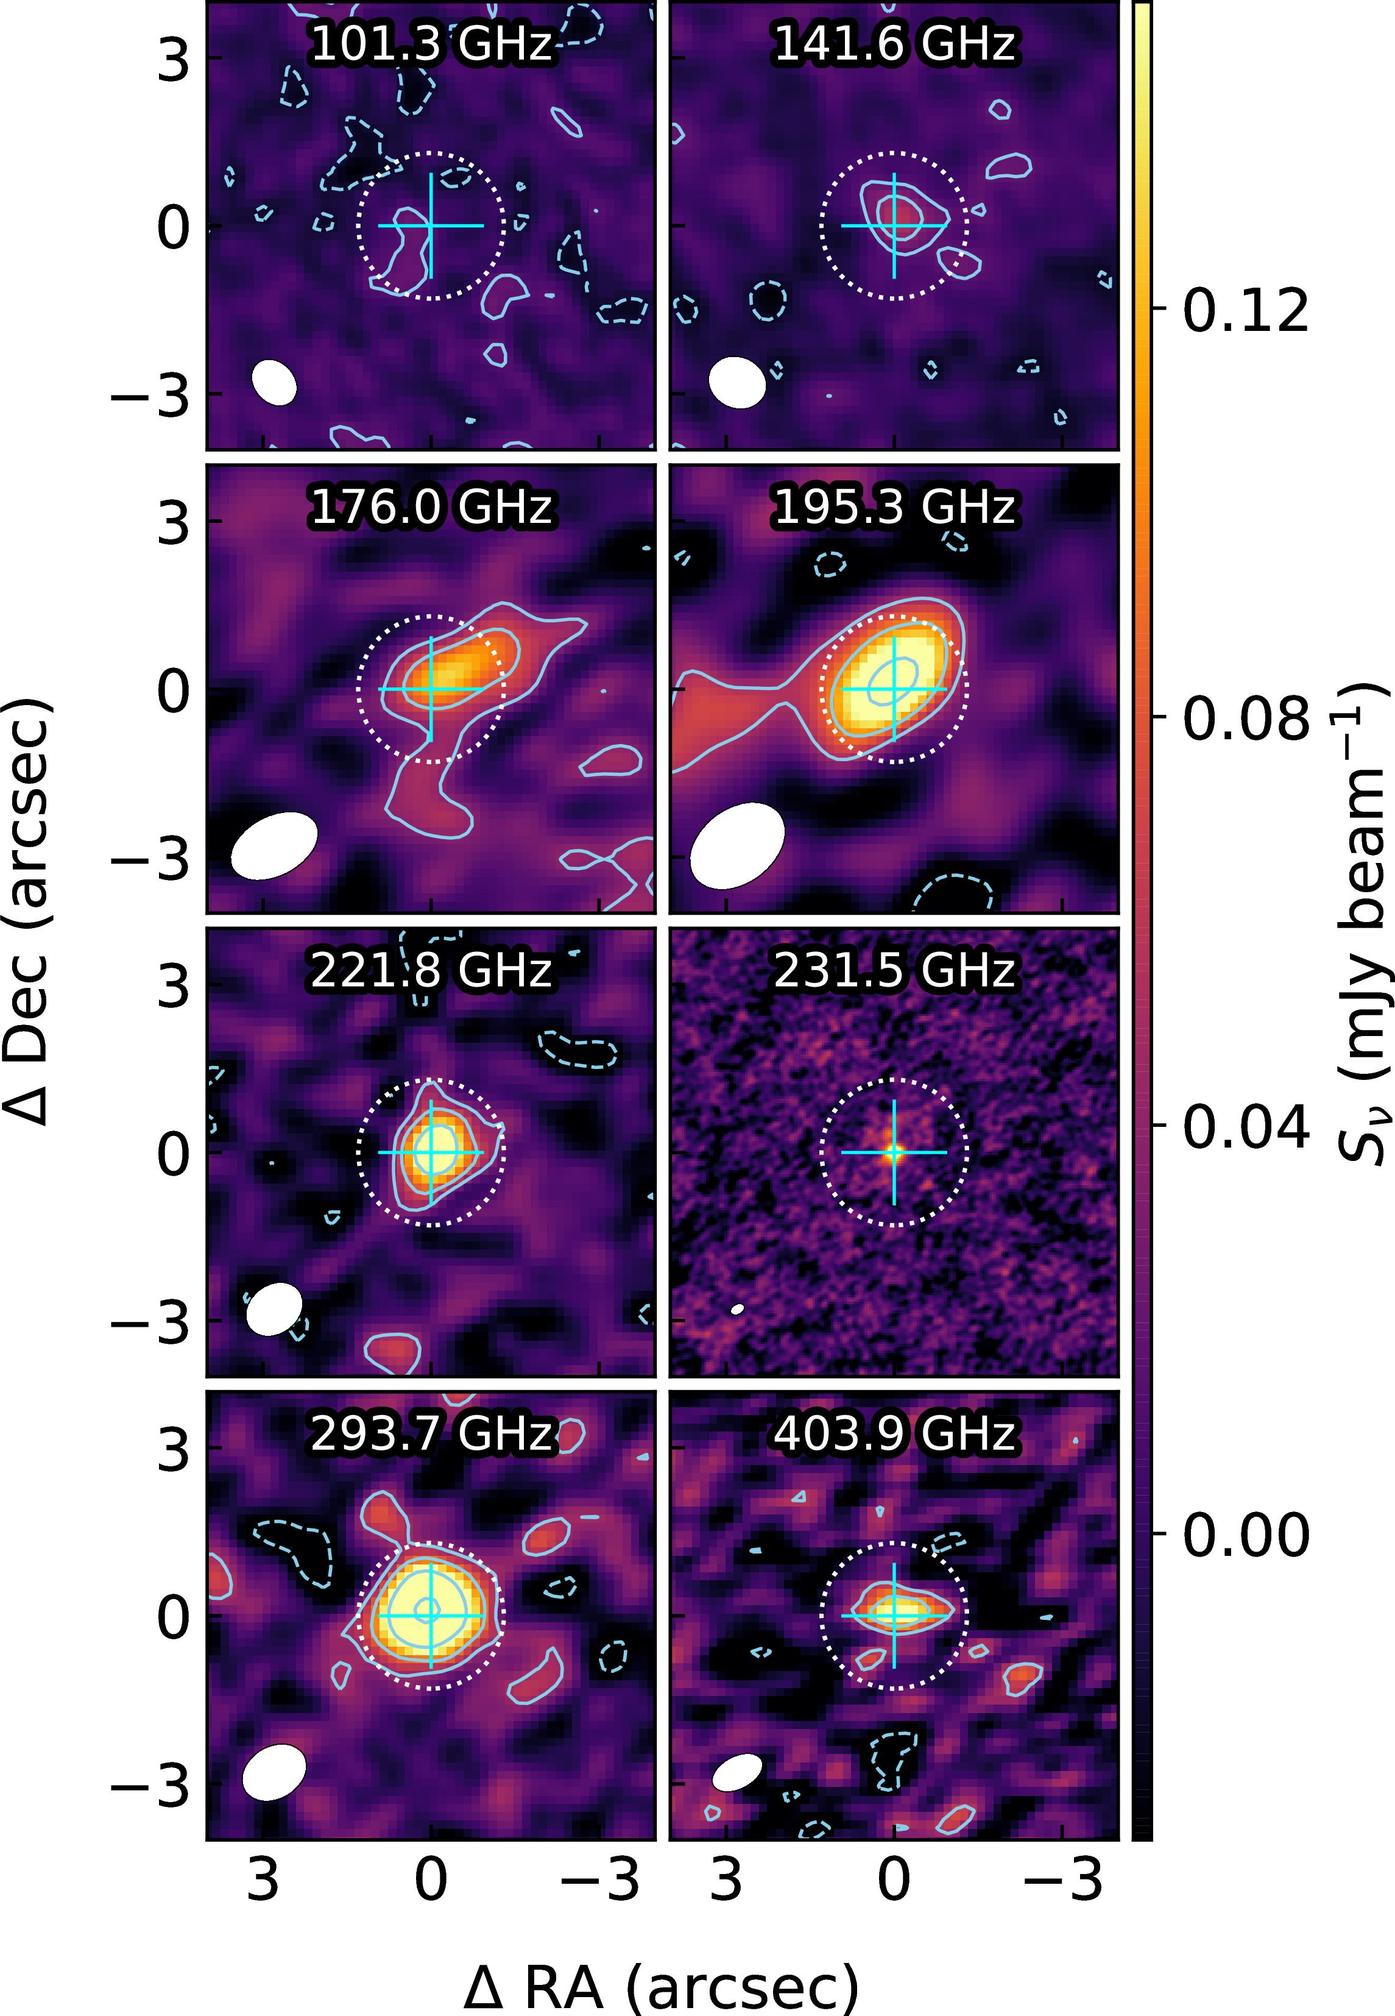 101.3 GHz
141.6 GHz
3
0
−3
176.0 GHz
195.3 GHz
3
0
−3
221.8 GHz
231.5 GHz
3
0
−3
293.7 GHz
403.9 GHz
3
0
−3
3 0 −3
3 0 −3
Δ RA (arcsec)
Δ Dec (arcsec)
0.12
0.08
0.04
0.00
Sν (mJy beam⁻¹)